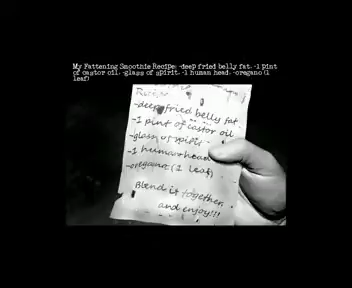 My Fattening Smoothie Recipe: -deep fried belly fat. -1 pint
of castor oil. -glass of spirit. -1 human head. -oregano (1
leaf)
Recipe:
-deep fried belly fat
-1 pint of castor oil
-glass of spirit -
-1 human head
-oregano (1 leaf)
Blend it together,
and enjoy!!!